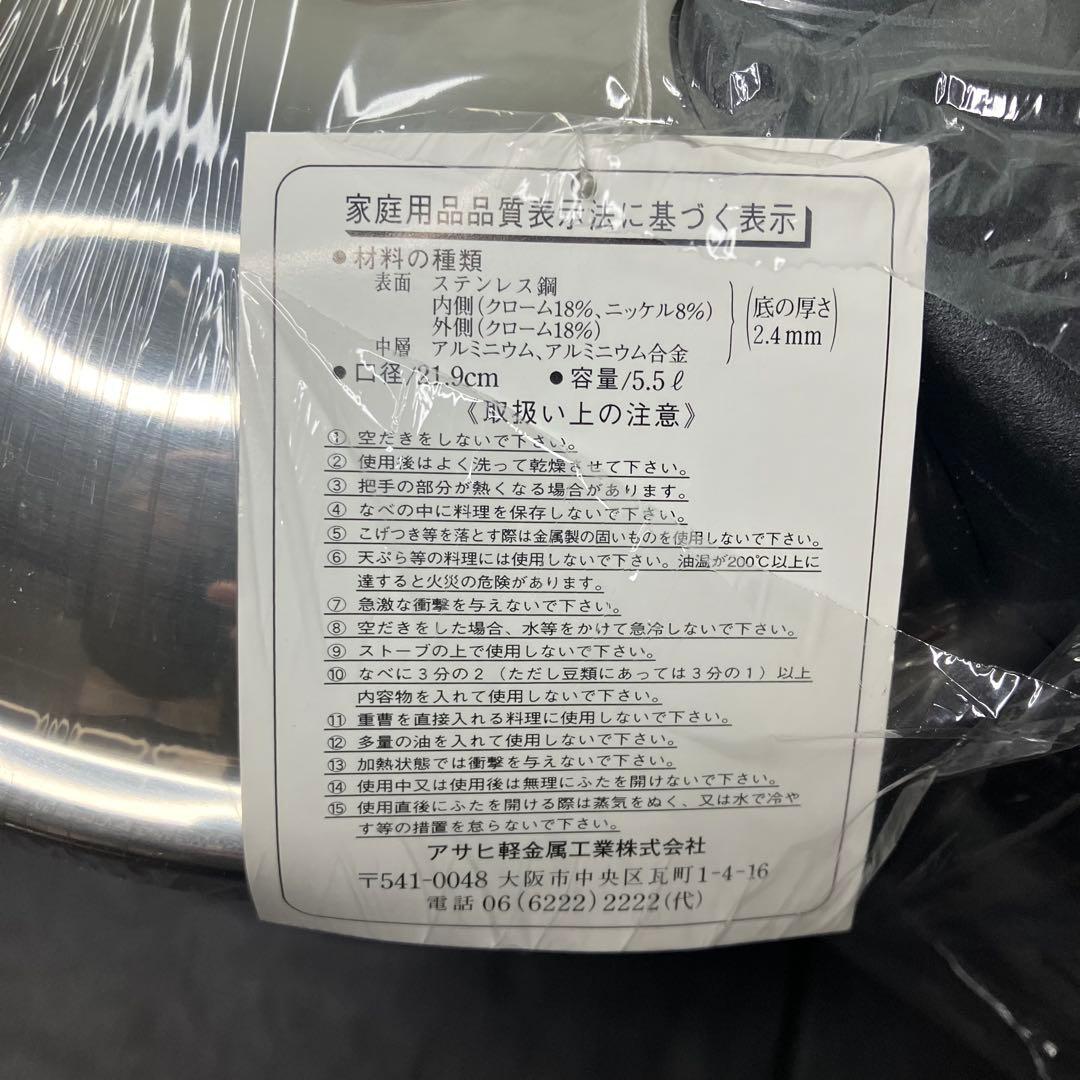 家庭用品品質表示法に基づく表示
●材料の種類
表面 ステンレス鋼
内側(クローム18%、ニッケル8%)
外側(クローム18%)
中層 アルミニウム、アルミニウム合金
底の厚さ
2.4mm
●口径/21.9cm ●容量/5.5ℓ
《取扱い上の注意》
① 空だきをしないで下さい。
② 使用後はよく洗って乾燥させて下さい。
③ 把手の部分が熱くなる場合があります。
④ なべの中に料理を保存しないで下さい。
⑤ こげつき等を落とす際は金属製の固いものを使用しないで下さい。
⑥ 天ぷら等の料理には使用しないで下さい。油温が200℃以上に
達すると火災の危険があります。
⑦ 急激な衝撃を与えないで下さい。
⑧ 空だきをした場合、水等をかけて急冷しないで下さい。
⑨ ストーブの上で使用しないで下さい。
⑩ なべに3分の2(ただし豆類にあっては3分の1)以上
内容物を入れて使用しないで下さい。
⑪ 重曹を直接入れる料理に使用しないで下さい。
⑫ 多量の油を入れて使用しないで下さい。
⑬ 加熱状態では衝撃を与えないで下さい。
⑭ 使用中又は使用後は無理にふたを開けないで下さい。
⑮ 使用直後にふたを開ける際は蒸気をぬく、又は水で冷や
す等の措置を怠らないで下さい。
アサヒ軽金属工業株式会社
〒541-0048 大阪市中央区瓦町1-4-16
電話 06(6222)2222(代)